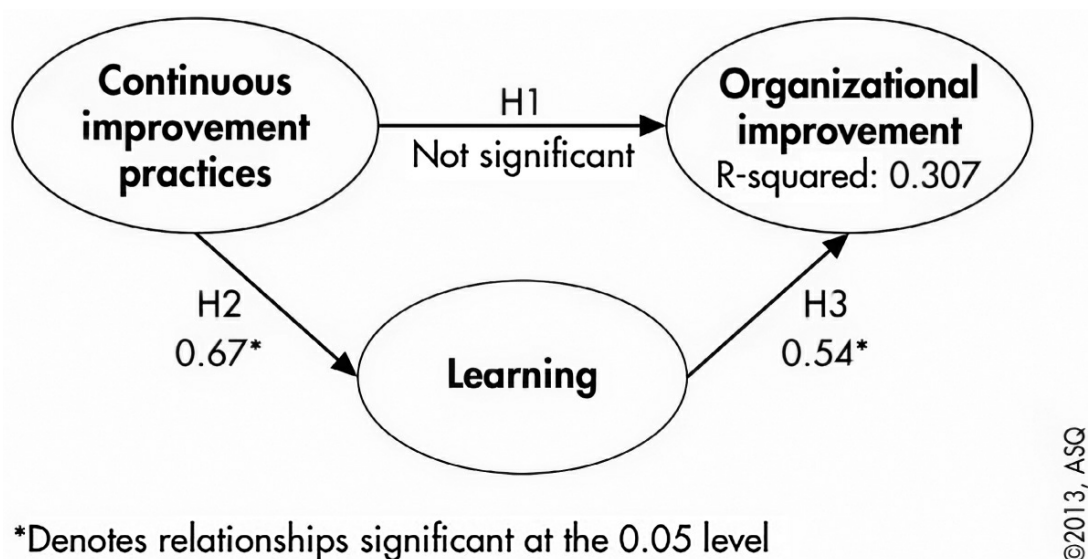 Continuous
improvement
practices
H1
Not significant
Organizational
improvement
R-squared: 0.307
H2
0.67*
Learning
H3
0.54*
*Denotes relationships significant at the 0.05 level
©2013, ASQ